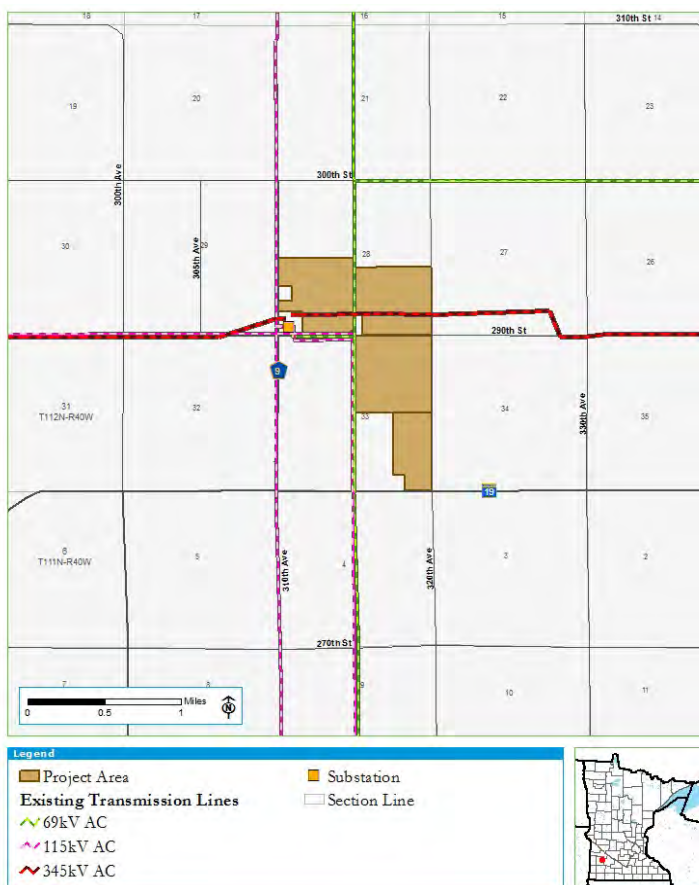 18
17
16
15
310th St 14
19
20
21
22
23
300th Ave
300th St
30
29
305th Ave
28
27
26
290th St
9
31
T112N-R40W
32
33
34
35
330th Ave
19
6
T111N-R40W
5
310th Ave
4
320th Ave
3
2
270th St
7
8
9
10
11
Miles
0
0.5
1
N
Legend
Project Area
Substation
Existing Transmission Lines
Section Line
69kV AC
115kV AC
345kV AC